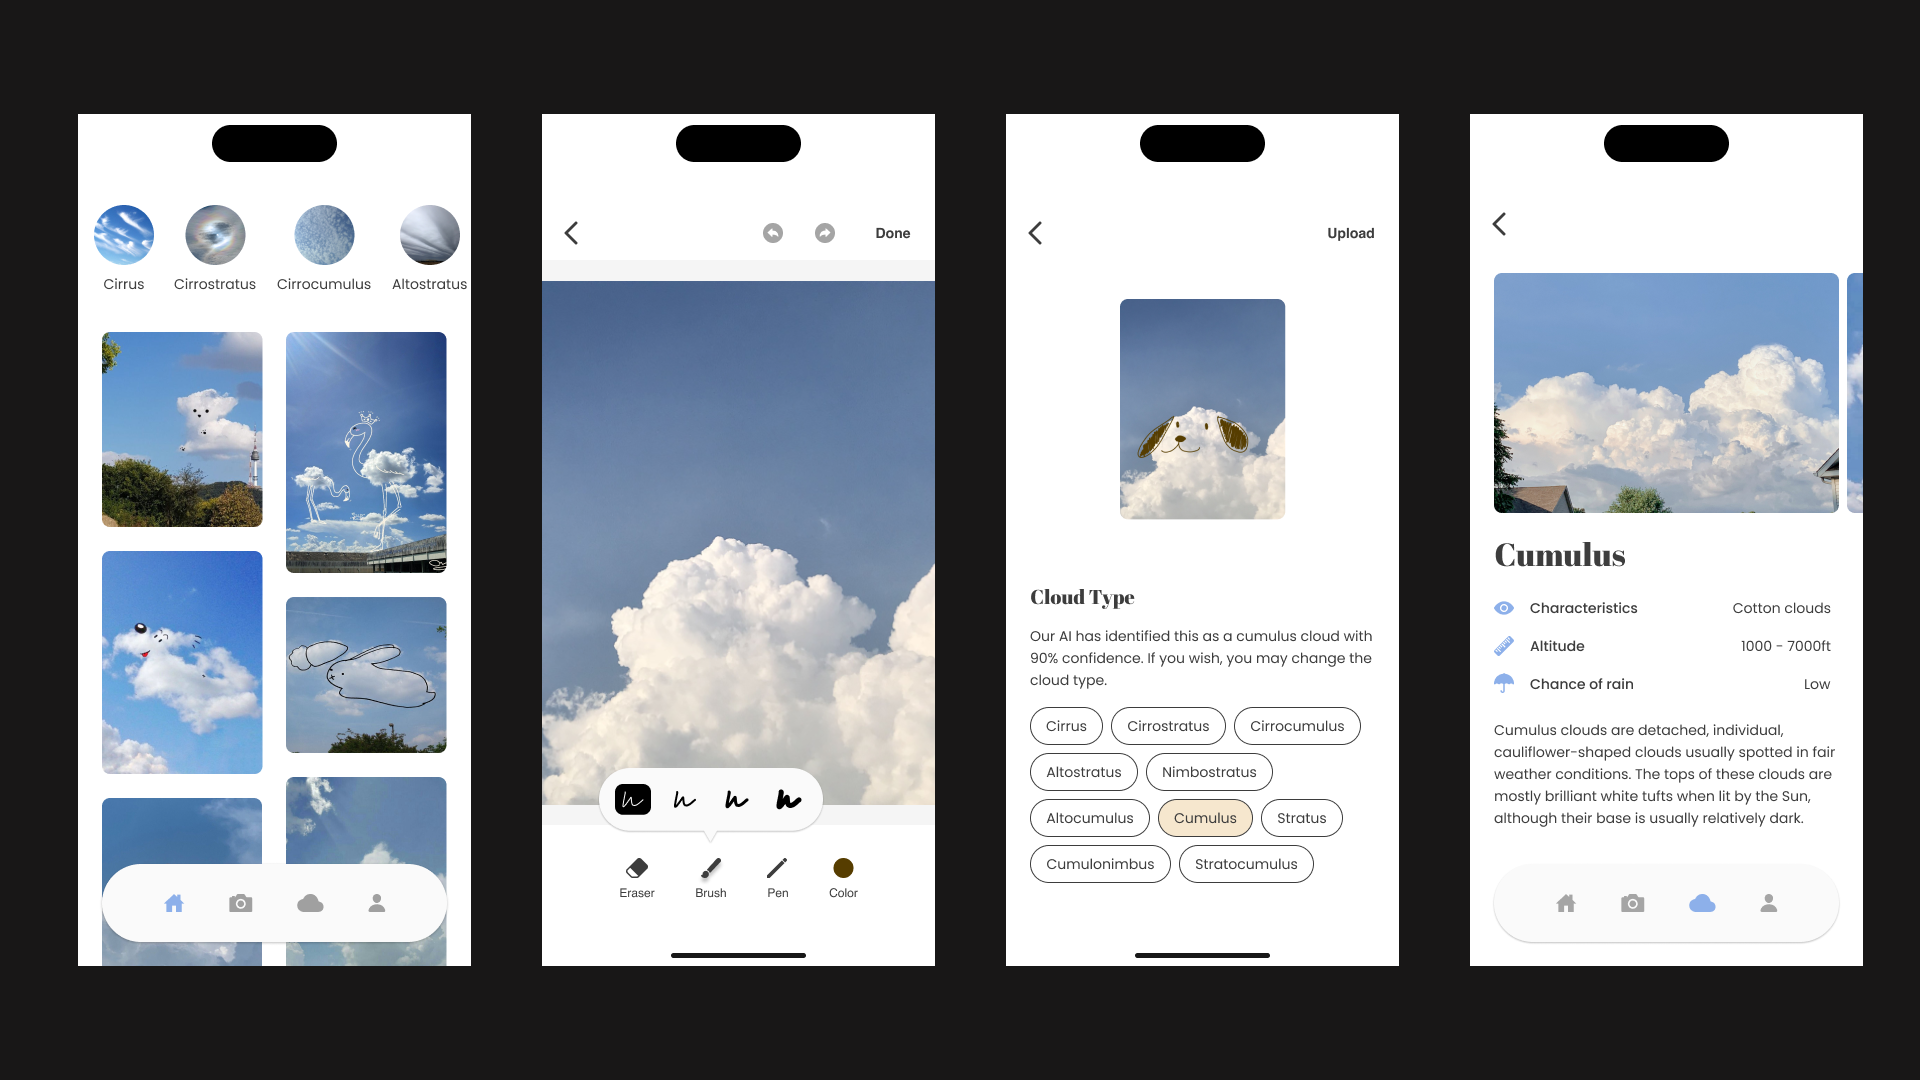 Cirrus
Cirrostratus
Cirrocumulus
Altostratus
Done
Eraser
Brush
Pen
Color
Upload
Cloud Type
Our AI has identified this as a cumulus cloud with
90% confidence. If you wish, you may change the
cloud type.
Cirrus
Cirrostratus
Cirrocumulus
Altostratus
Nimbostratus
Altocumulus
Cumulus
Stratus
Cumulonimbus
Stratocumulus
Cumulus
Characteristics
Cotton clouds
Altitude
1000 - 7000ft
Chance of rain
Low
Cumulus clouds are detached, individual,
cauliflower-shaped clouds usually spotted in fair
weather conditions. The tops of these clouds are
mostly brilliant white tufts when lit by the Sun,
although their base is usually relatively dark.